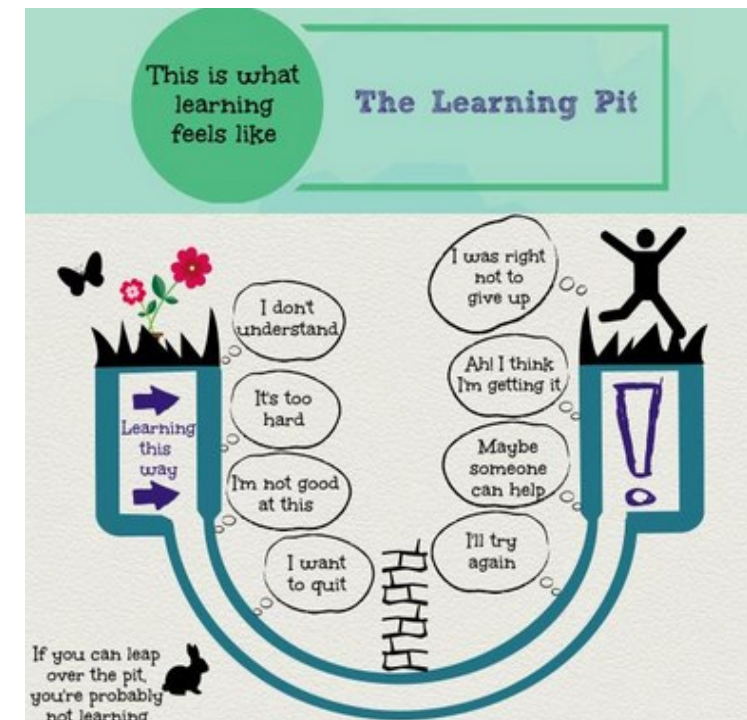 This is what
learning
feels like
The Learning Pit
I don't
understand
It's too
hard
I'm not good
at this
I want
to quit
I'll try
again
Maybe
someone
can help
Ah! I think
I'm getting it
I was right
not to
give up
Learning
this
way
!
If you can leap
over the pit,
you're probably
not learning